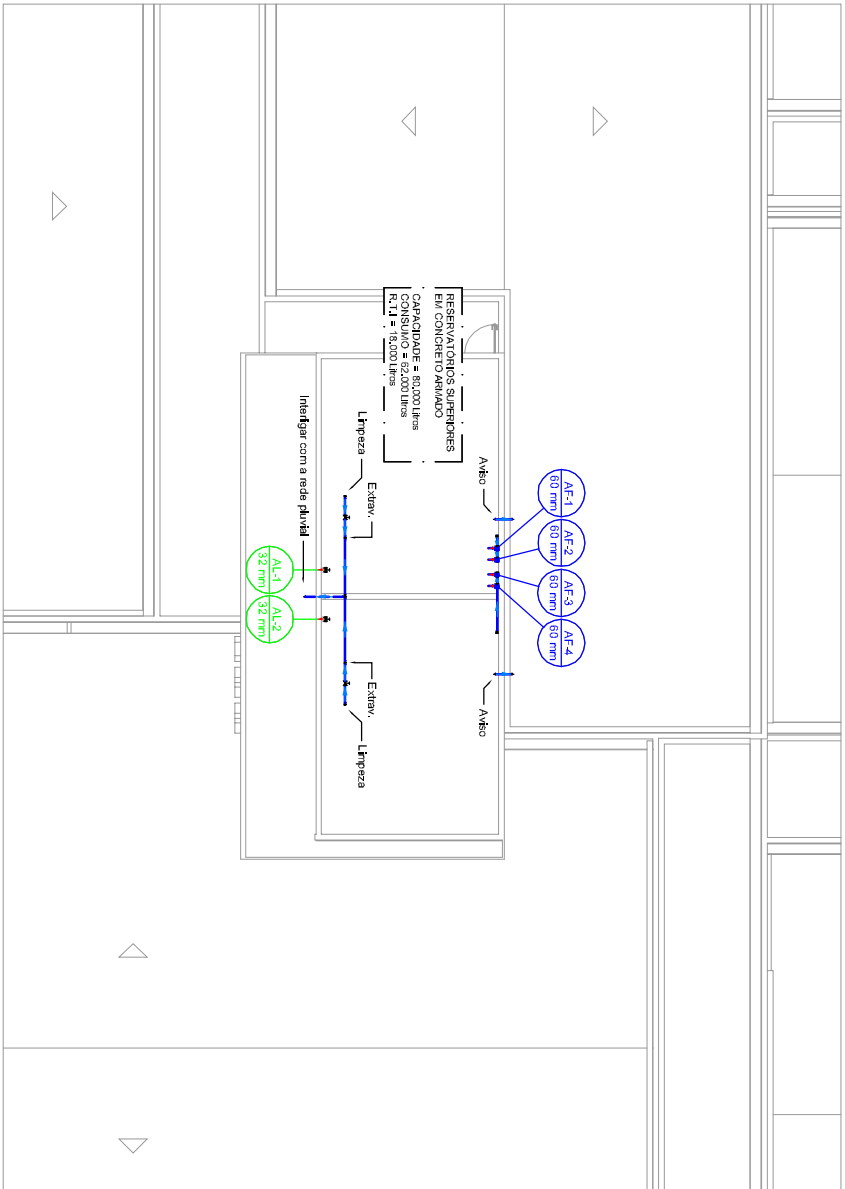 AF-1
60 mm
AF-2
60 mm
AF-3
60 mm
AF-4
60 mm
Aviso
Aviso
RESERVATÓRIOS SUPERIORES
EM CONCRETO ARMADO
CAPACIDADE = 80.000 Litros
CONSUMO = 62.000 Litros
R.T.I = 18.000 Litros
Extrav.
Extrav.
Limpeza
Limpeza
Interligar com a rede pluvial
AL-1
32 mm
AL-2
32 mm